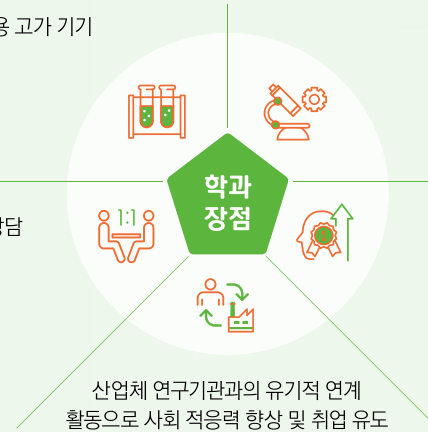 용 고가 기기
학과
장점
1:1
1
산업체 연구기관과의 유기적 연계
활동으로 사회 적응력 향상 및 취업 유도